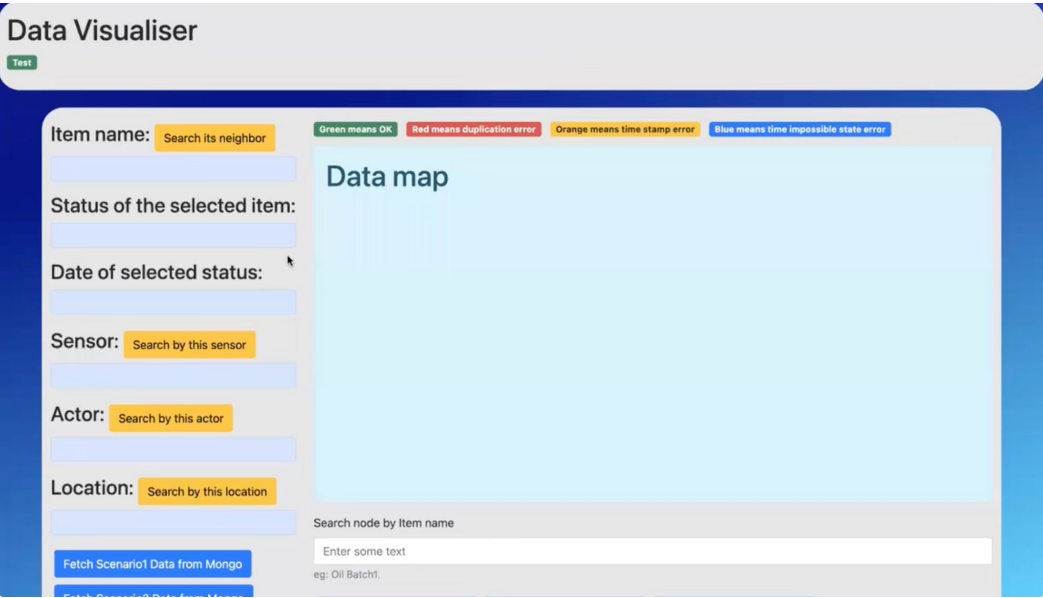 Data Visualiser
Test
Item name: Search its neighbor
Status of the selected item:
Date of selected status:
Sensor: Search by this sensor
Actor: Search by this actor
Location: Search by this location
Fetch Scenario1 Data from Mongo
Green means OK Red means duplication error Orange means time stamp error Blue means time impossible state error
Data map
Search node by Item name
Enter some text
eg: Oil Batch1.